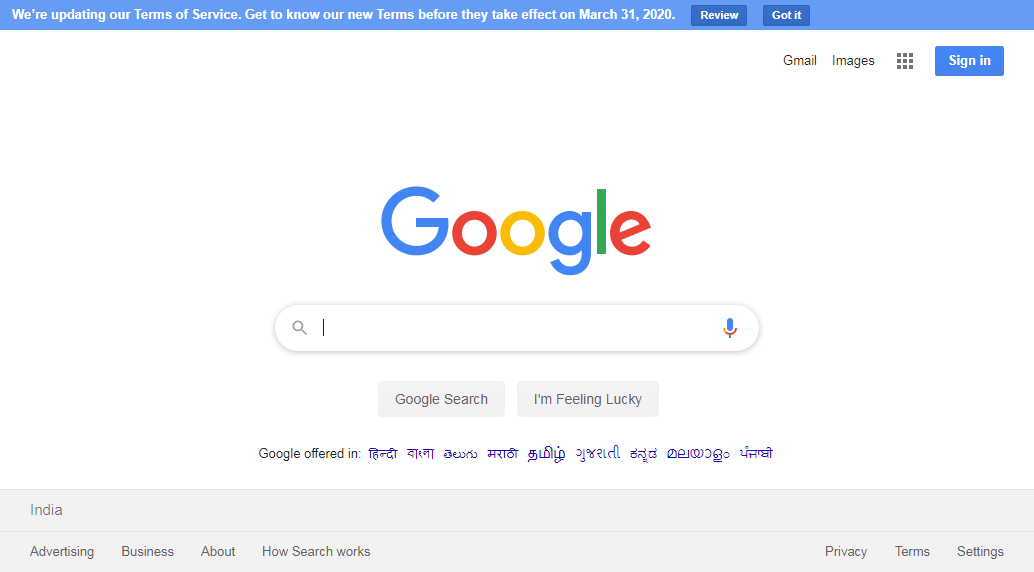 We're updating our Terms of Service. Get to know our new Terms before they take effect on March 31, 2020. Review Got it
Gmail Images Sign in
Google
Google Search I'm Feeling Lucky
Google offered in: हिन्दी বাংলা తెలుగు मराठी தமிழ் ગુજરાતી ಕನ್ನಡ മലയാളം ਪੰਜਾਬੀ
India
Advertising Business About How Search works Privacy Terms Settings